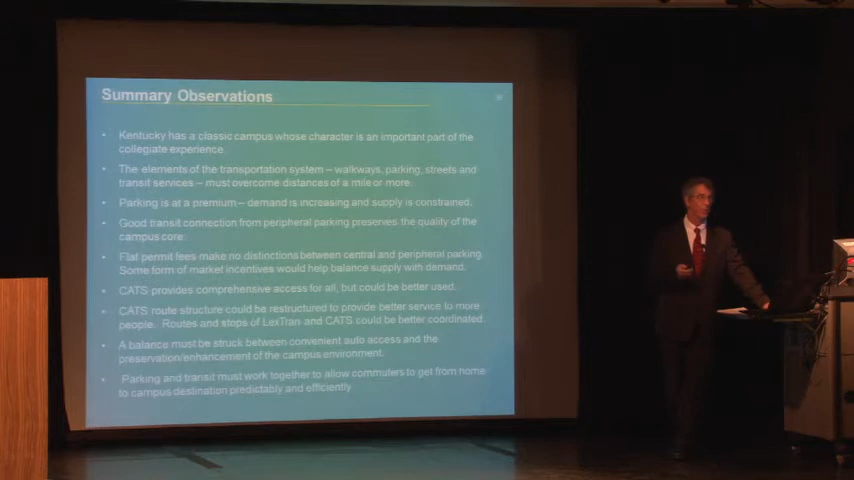 Summary Observations
• Kentucky has a classic campus whose character is an important part of the
collegiate experience.
• The elements of the transportation system – walkways, parking, streets and
transit services – must overcome distances of a mile or more.
• Parking is at a premium – demand is increasing and supply is constrained.
• Good transit connection from peripheral parking preserves the quality of the
campus core.
• Flat permit fees make no distinctions between central and peripheral parking.
Some form of market incentives would help balance supply with demand.
• CATS provides comprehensive access for all, but could be better used.
• CATS route structure could be restructured to provide better service to more
people. Routes and stops of LexTran and CATS could be better coordinated.
• A balance must be struck between convenient auto access and the
preservation/enhancement of the campus environment.
• Parking and transit must work together to allow commuters to get from home
to campus destination predictably and efficiently